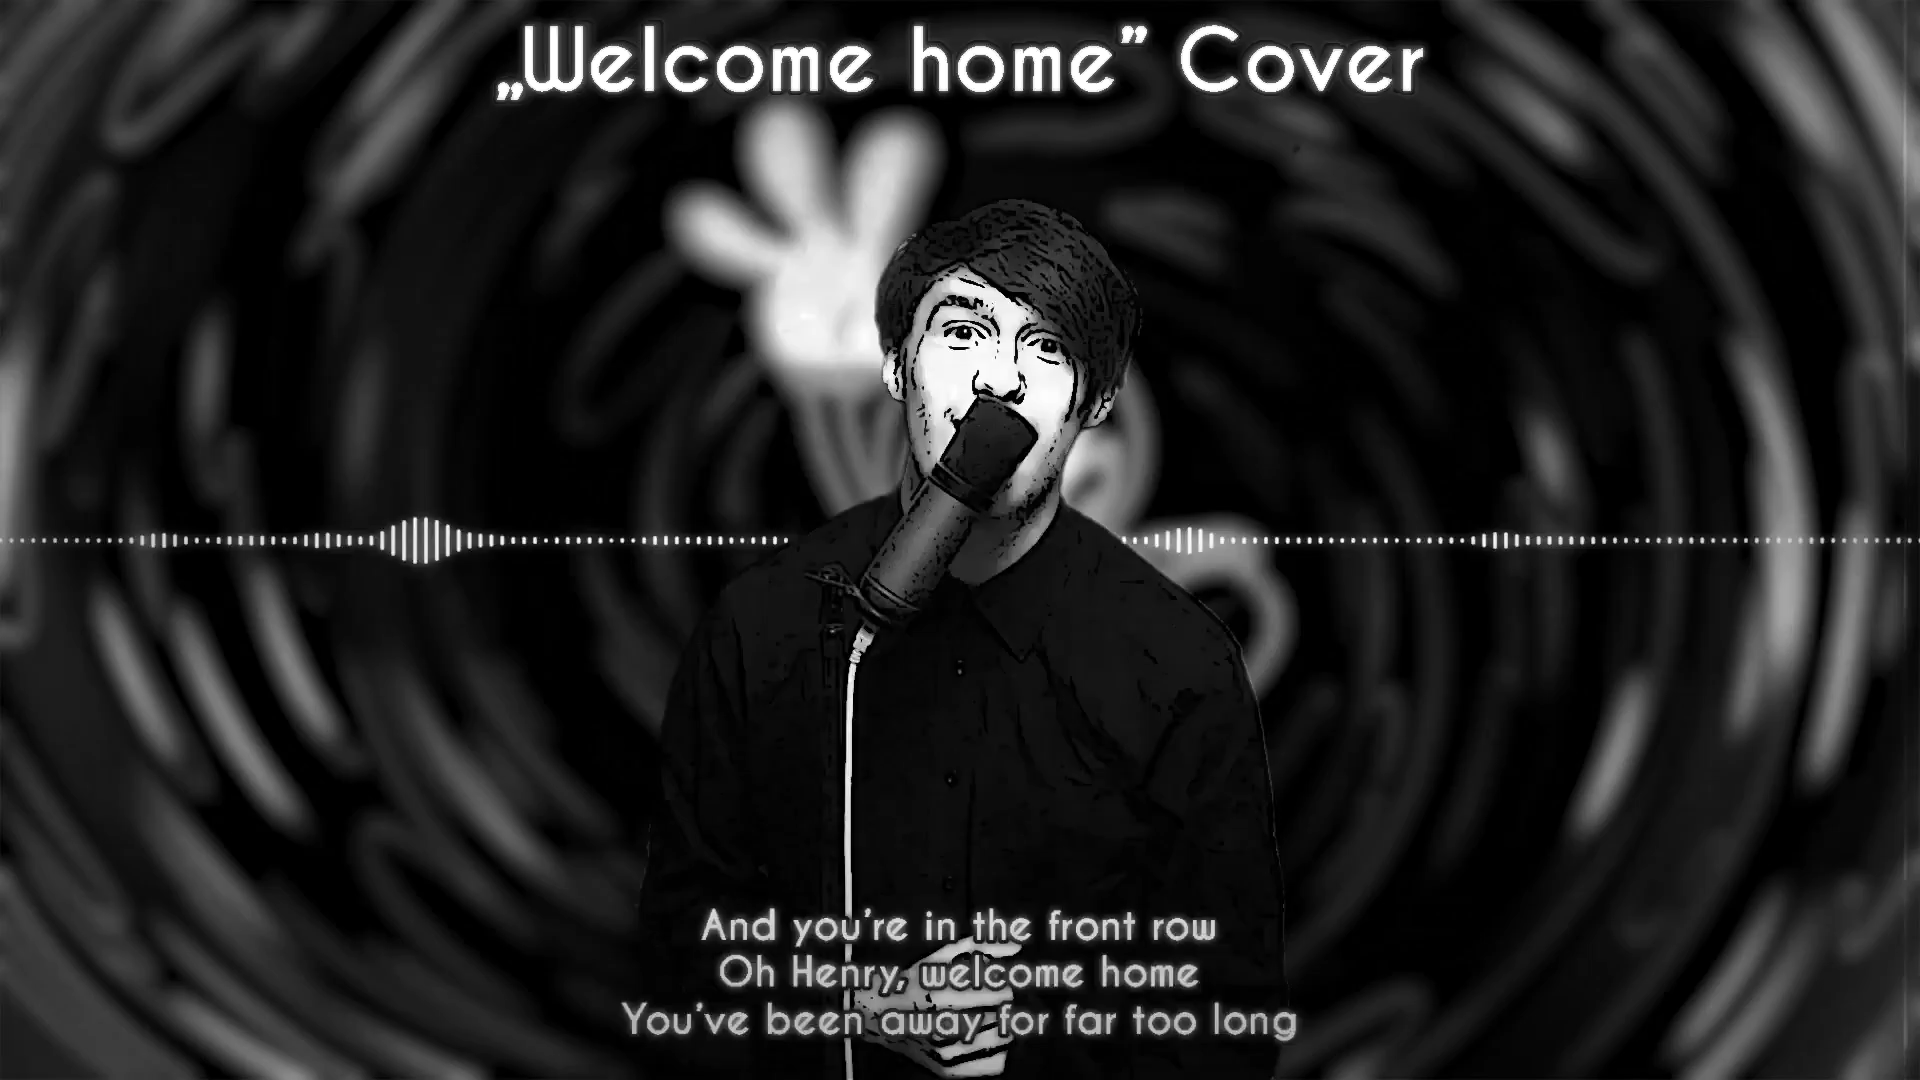 „Welcome home” Cover
And you’re in the front row
Oh Henry, welcome home
You’ve been away for far too long